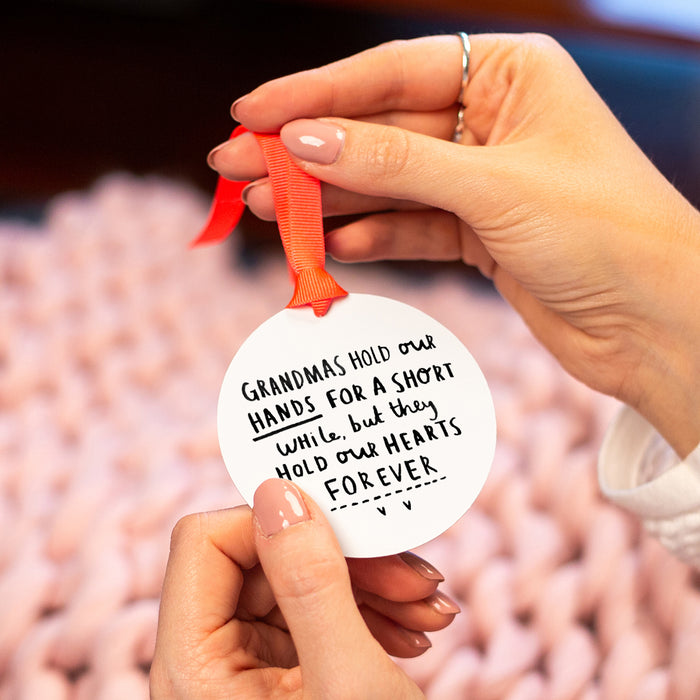 GRANDMAS HOLD OUR
HANDS FOR A SHORT
WHILE, but they
HOLD OUR HEARTS
FOREVER